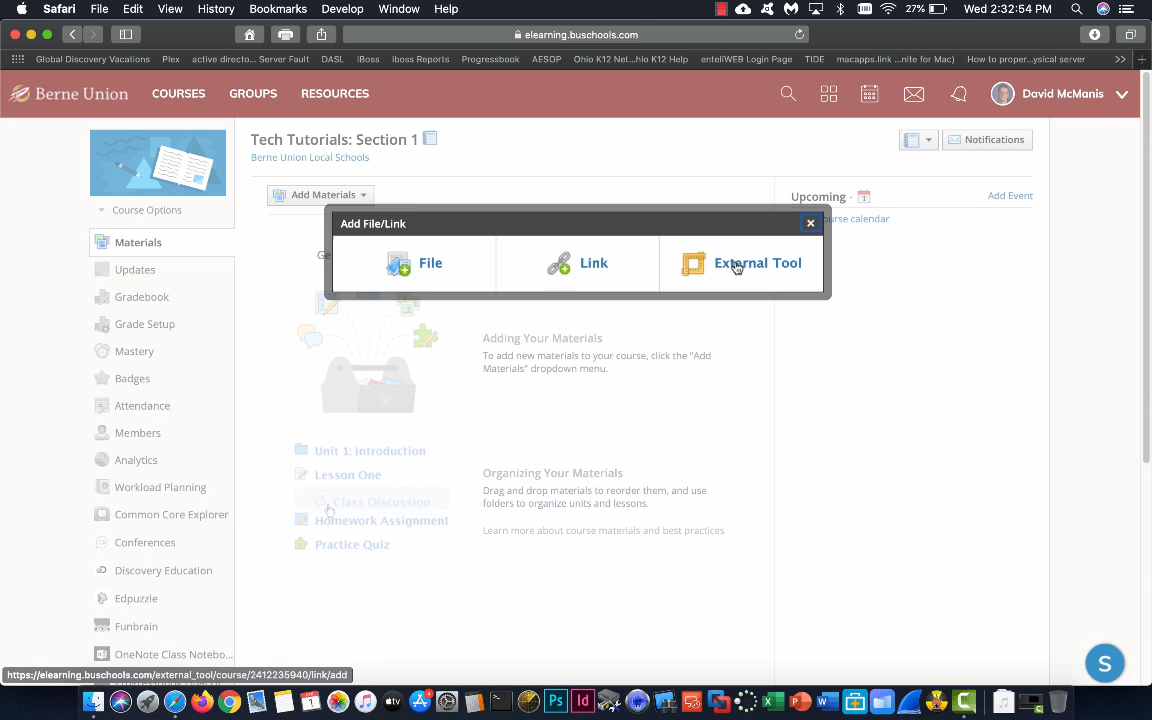 Safari File Edit View History Bookmarks Develop Window Help 27% Wed 2:32:54 PM
elearning.buschools.com
Global Discovery Vacations Plex active directo... Server Fault DASL iBoss iboss Reports Progressbook AESOP Ohio K12 Net...hio K12 Help enteliWEB Login Page TIDE macapps.link ...nite for Mac) How to proper...ysical server
Berne Union COURSES GROUPS RESOURCES David McManis
Tech Tutorials: Section 1
Notifications
Berne Union Local Schools
Add Materials
Upcoming · 1 Add Event
Course Options
ourse calendar
Add File/Link
Materials
Ge
File Link External Tool
Updates
Gradebook
Grade Setup
Adding Your Materials
Mastery
To add new materials to your course, click the "Add
Materials" dropdown menu.
Badges
Attendance
Members
Unit 1: Introduction
Analytics
Lesson One
Organizing Your Materials
Workload Planning
Drag and drop materials to reorder them, and use
folders to organize units and lessons.
Class Discussion
Common Core Explorer
Homework Assignment
Learn more about course materials and best practices
Conferences
Practice Quiz
Discovery Education
Edpuzzle
Funbrain
OneNote Class Notebo...
S
https://elearning.buschools.com/external_tool/course/2412235940/link/add
tv 4 1 Ps Id X P W C